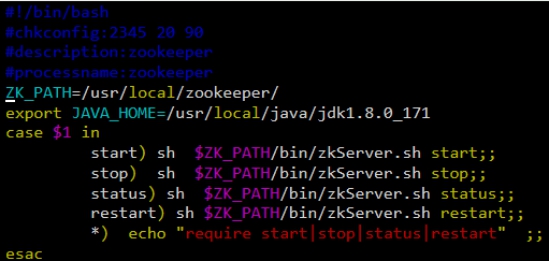 #!/bin/bash
#chkconfig:2345 20 90
#description:zookeeper
#processname:zookeeper
ZK_PATH=/usr/local/zookeeper/
export JAVA_HOME=/usr/local/java/jdk1.8.0_171
case $1 in
         start) sh  $ZK_PATH/bin/zkServer.sh start;;
         stop)  sh  $ZK_PATH/bin/zkServer.sh stop;;
         status) sh  $ZK_PATH/bin/zkServer.sh status;;
         restart) sh $ZK_PATH/bin/zkServer.sh restart;;
         *)  echo "require start|stop|status|restart"  ;;
esac